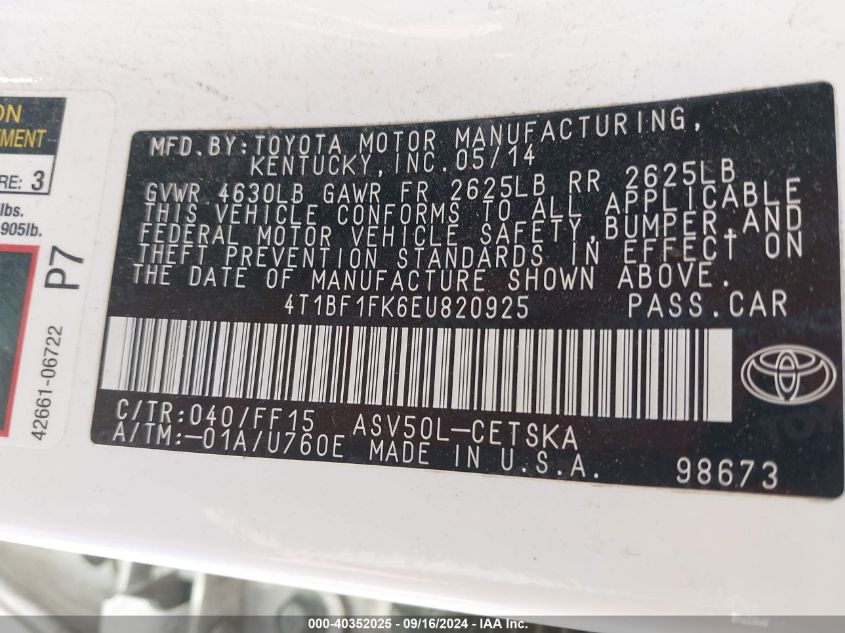 ON
TMENT
RE: 3
lbs.
905lb.
P7
42661-06722
MFD.BY:TOYOTA MOTOR MANUFACTURING,
KENTUCKY,INC.05/14
GVWR 4630LB GAWR FR 2625LB RR 2625LB
THIS VEHICLE CONFORMS TO ALL APPLICABLE
FEDERAL MOTOR VEHICLE SAFETY,BUMPER,AND
THEFT PREVENTION STANDARDS IN EFFECT ON
THE DATE OF MANUFACTURE SHOWN ABOVE.
4T1BF1FK6EU820925 PASS.CAR
C/TR:040/FF15 ASV50L-CETSKA
A/TM:-01A/U760E MADE IN U.S.A.
98673
000-40352025 - 09/16/2024 - IAA Inc.